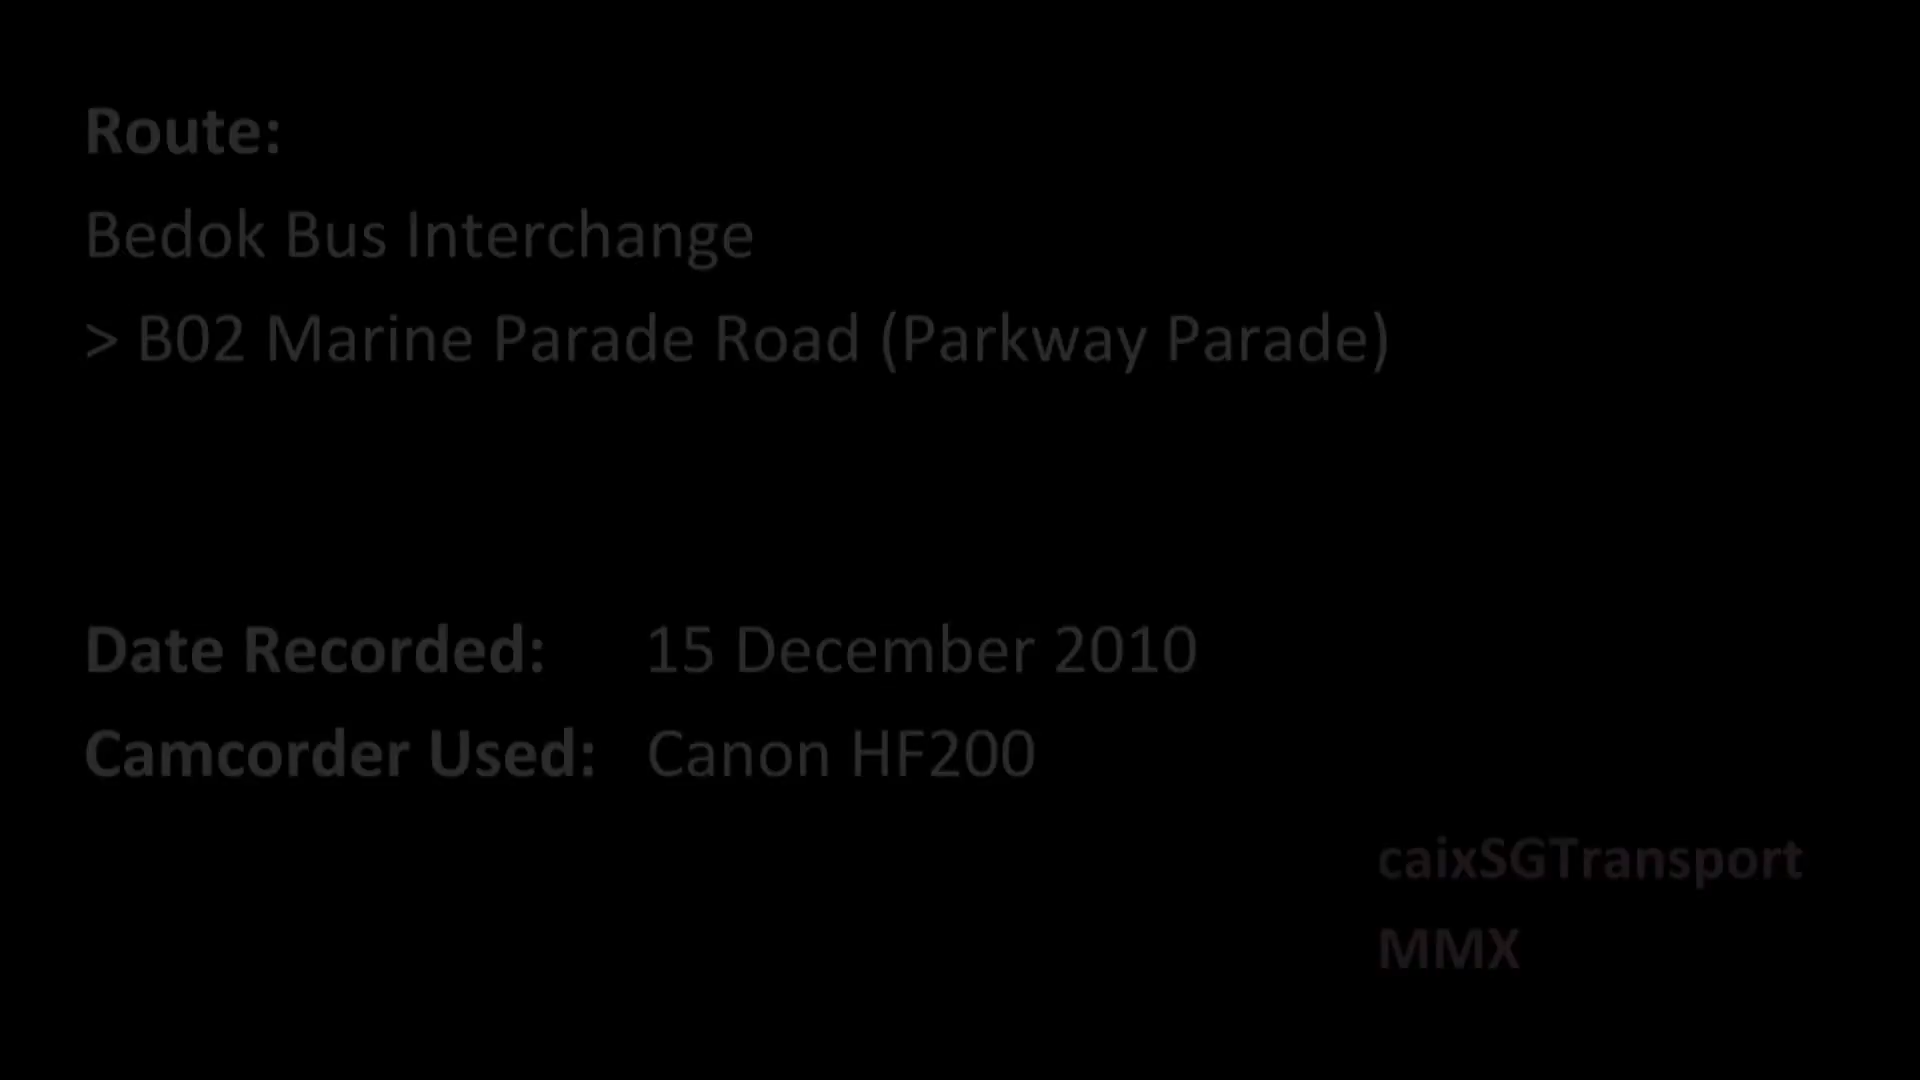 Route:
Bedok Bus Interchange
> B02 Marine Parade Road (Parkway Parade)
Date Recorded: 15 December 2010
Camcorder Used: Canon HF200
caixSGTransport
MMX